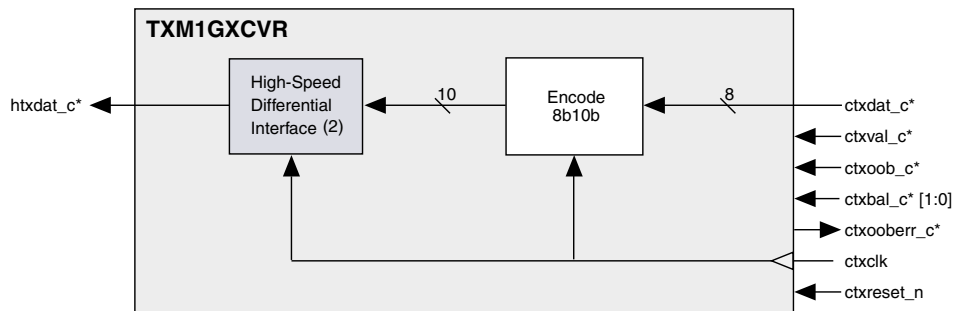 TXM1GXCVR
High-Speed
Differential
Interface (2)
Encode
8b10b
10
8
htxdat_c*
ctxdat_c*
ctxval_c*
ctxoob_c*
ctxbal_c* [1:0]
ctxooberr_c*
ctxclk
ctxreset_n